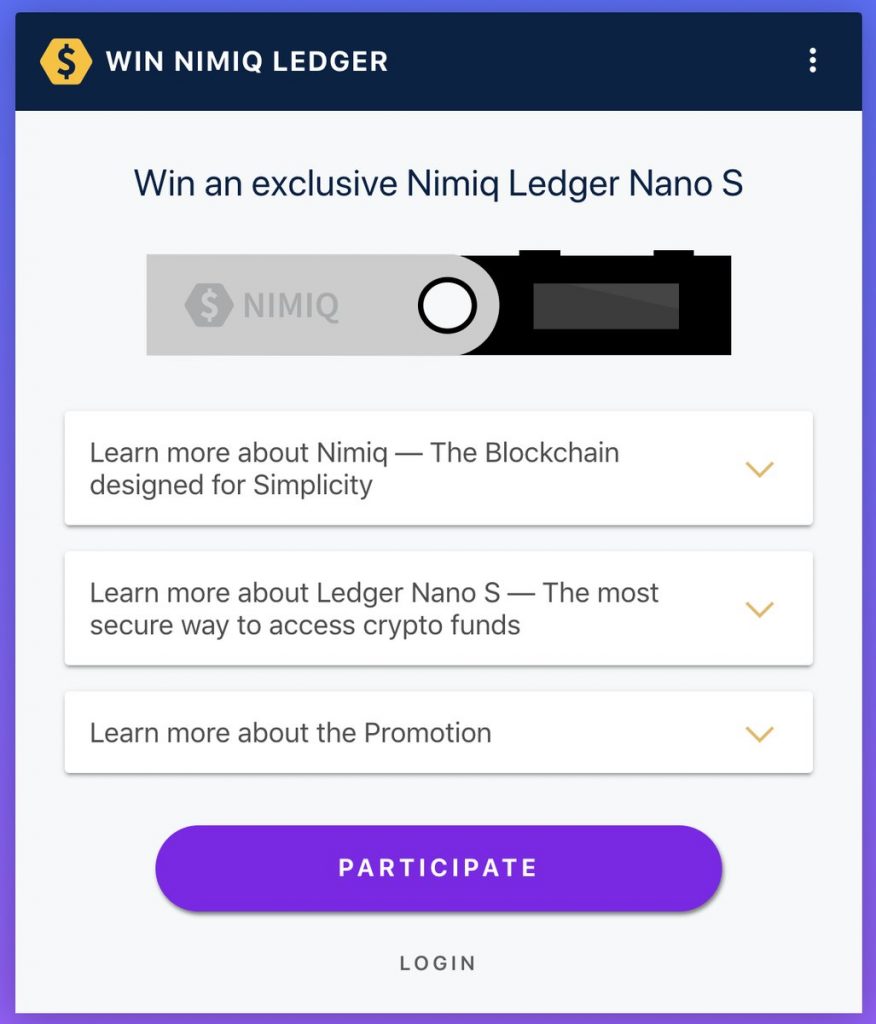 WIN NIMIQ LEDGER
Win an exclusive Nimiq Ledger Nano S
NIMIQ
Learn more about Nimiq — The Blockchain
designed for Simplicity
Learn more about Ledger Nano S — The most
secure way to access crypto funds
Learn more about the Promotion
PARTICIPATE
LOGIN